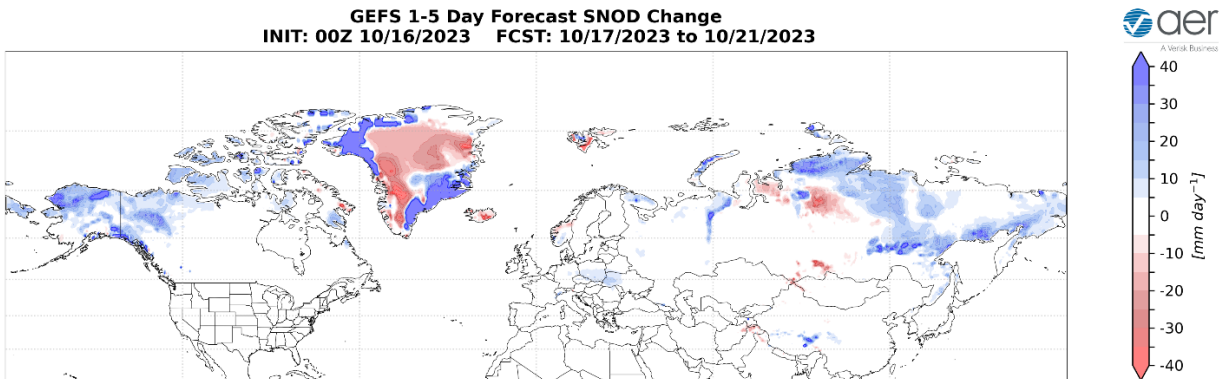 GEFS 1-5 Day Forecast SNOD Change
INIT: 00Z 10/16/2023    FCST: 10/17/2023 to 10/21/2023
aer
A Verisk Business
40
30
20
10
0
-10
-20
-30
-40
[mm day⁻¹]